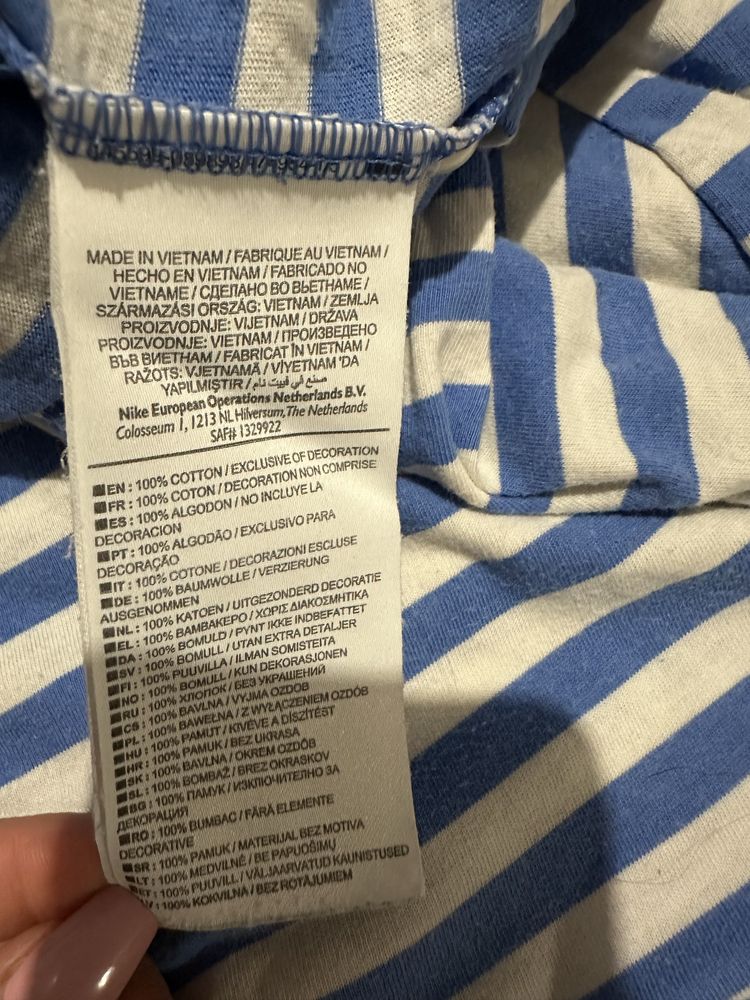 MADE IN VIETNAM / FABRIQUE AU VIETNAM /
HECHO EN VIETNAM / FABRICADO NO
VIETNAME / СДЕЛАНО ВО ВЬЕТНАМЕ /
SZÁRMAZÁSI ORSZÁG: VIETNAM / ZEMLJA
PROIZVODNJE: VIJETNAM / DRŽAVA
PROIZVODNJE: VIETNAM / ПРОИЗВЕДЕНО
ВЪВ ВИЕТНАМ / FABRICAT ÎN VIETNAM /
RAŽOTS: VJETNAMĀ / VİYETNAM 'DA
YAPILMIŞTIR / صنع في فييت نام
Nike European Operations Netherlands B.V.
Colosseum 1, 1213 NL Hilversum, The Netherlands
SAF# 1329922
EN : 100% COTTON / EXCLUSIVE OF DECORATION
FR : 100% COTON / DECORATION NON COMPRISE
ES : 100% ALGODON / NO INCLUYE LA
DECORACION
PT : 100% ALGODÃO / EXCLUSIVO PARA
DECORAÇÃO
IT : 100% COTONE / DECORAZIONI ESCLUSE
DE : 100% BAUMWOLLE / VERZIERUNG
AUSGENOMMEN
NL : 100% KATOEN / UITGEZONDERD DECORATIE
EL : 100% ΒΑΜΒΑΚΕΡΟ / ΧΩΡΙΣ ΔΙΑΚΟΣΜΗΤΙΚΑ
DA : 100% BOMULD / PYNT IKKE INDBEFATTET
SV : 100% BOMULL / UTAN EXTRA DETALJER
FI : 100% PUUVILLA / ILMAN SOMISTEITA
NO : 100% BOMULL / KUN DEKORASJONEN
RU : 100% ХЛОПОК / БЕЗ УКРАШЕНИЙ
CS : 100% BAVLNA / VYJMA OZDOB
PL : 100% BAWEŁNA / Z WYŁĄCZENIEM OZDÓB
HU : 100% PAMUT / KIVÉVE A DÍSZÍTÉST
HR : 100% PAMUK / BEZ UKRASA
SK : 100% BAVLNA / OKREM OZDÔB
SL : 100% BOMBAŽ / BREZ OKRASKOV
BG : 100% ПАМУК / ИЗКЛЮЧИТЕЛНО ЗА
ДЕКОРАЦИЯ
RO : 100% BUMBAC / FĂRĂ ELEMENTE
DECORATIVE
SR : 100% PAMUK / MATERIJAL BEZ MOTIVA
LT : 100% MEDVILNĖ / BE PAPUOŠIMŲ
ET : 100% PUUVILL / VÄLJAARVATUD KAUNISTUSED
100% KOKVILNA / BEZ ROTĀJUMIEM